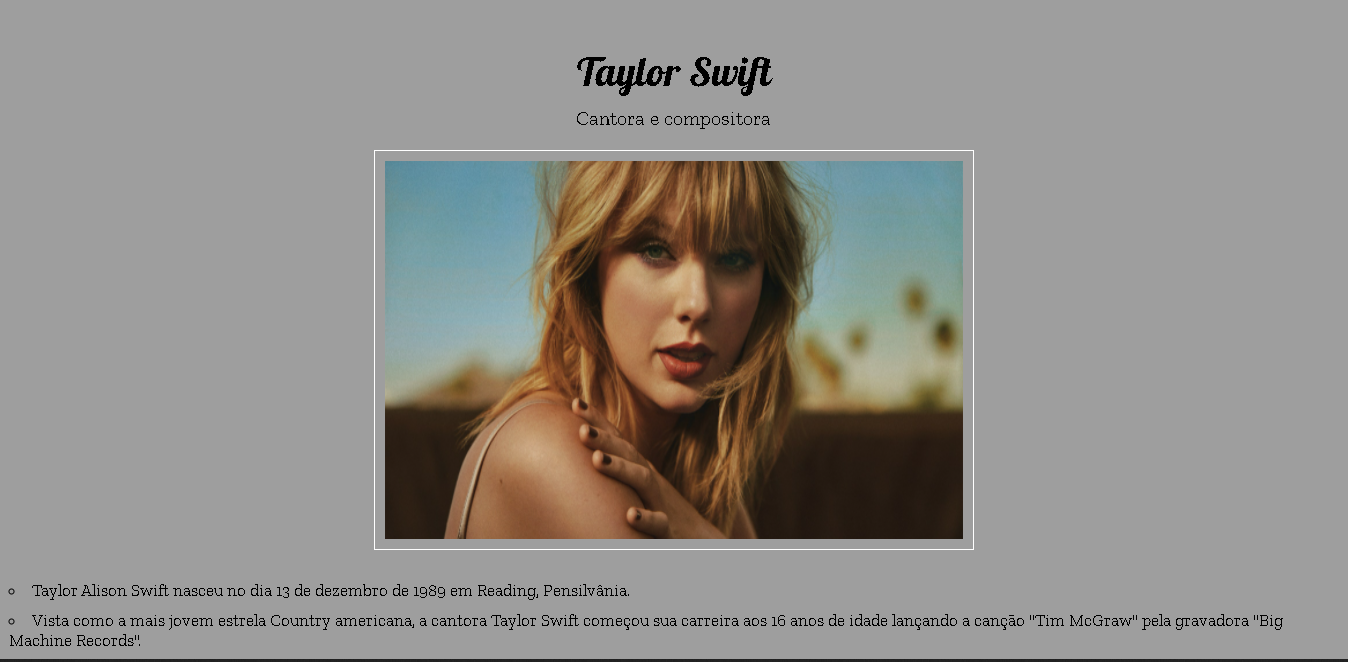 Taylor Swift
Cantora e compositora
Taylor Alison Swift nasceu no dia 13 de dezembro de 1989 em Reading, Pensilvânia.
Vista como a mais jovem estrela Country americana, a cantora Taylor Swift começou sua carreira aos 16 anos de idade lançando a canção "Tim McGraw" pela gravadora "Big
Machine Records".